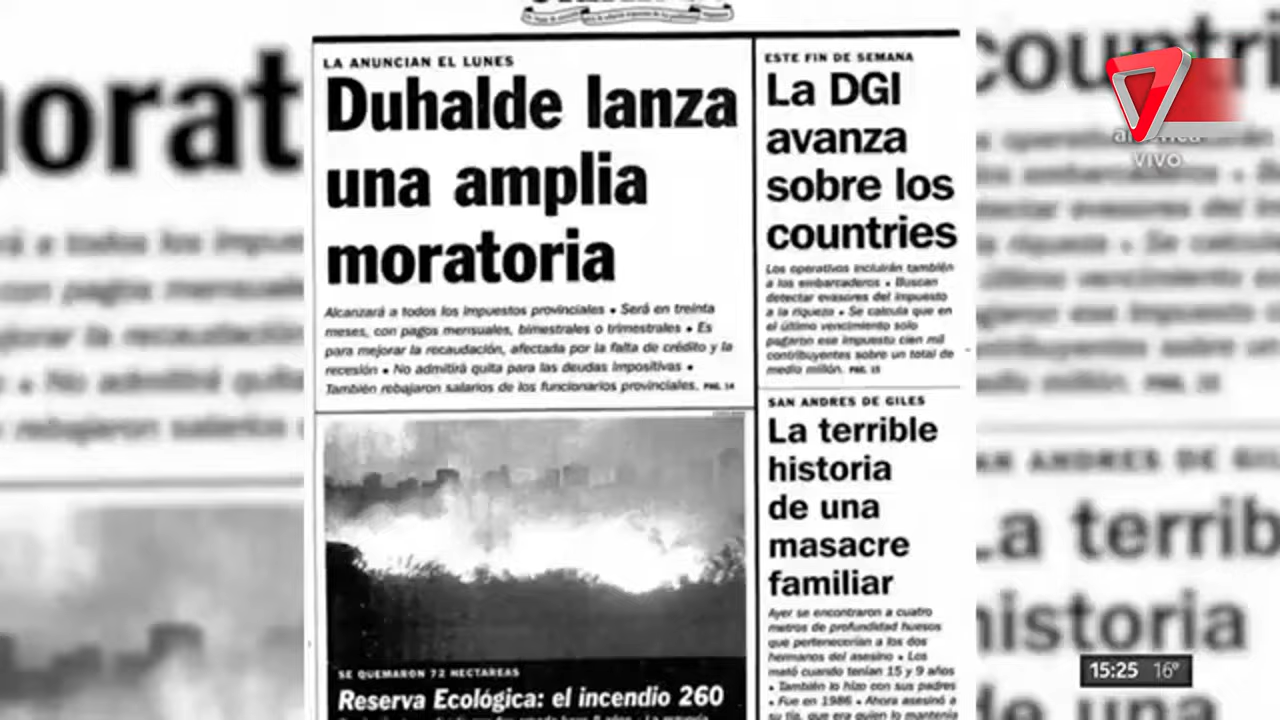 LA ANUNCIAN EL LUNES
Duhalde lanza
una amplia
moratoria
Alcanzará a todos los impuestos provinciales • Será en treinta
meses, con pagos mensuales, bimestrales o trimestrales • Es
para mejorar la recaudación, afectada por la falta de crédito y la
recesión • No admitirá quita para las deudas impositivas •
También rebajaron salarios de los funcionarios provinciales. PAG. 14
SE QUEMARON 72 HECTAREAS
Reserva Ecológica: el incendio 260
ESTE FIN DE SEMANA
La DGI
avanza
sobre los
countries
Los operativos incluirán también
a los embarcaderos • Buscan
detectar evasores del impuesto
a la riqueza • Se calcula que en
el último vencimiento solo
pagaron ese impuesto cien mil
contribuyentes sobre un total de
medio millón. PAG. 15
SAN ANDRES DE GILES
La terrible
historia
de una
masacre
familiar
Ayer se encontraron a cuatro
metros de profundidad huesos
que pertenecerían a los dos
hermanos del asesino • Los
mató cuando tenían 15 y 9 años
• También lo hizo con sus padres
• Fue en 1986 • Ahora asesinó a
su tía, que era quien lo mantenía
américa
VIVO
15:25 16°